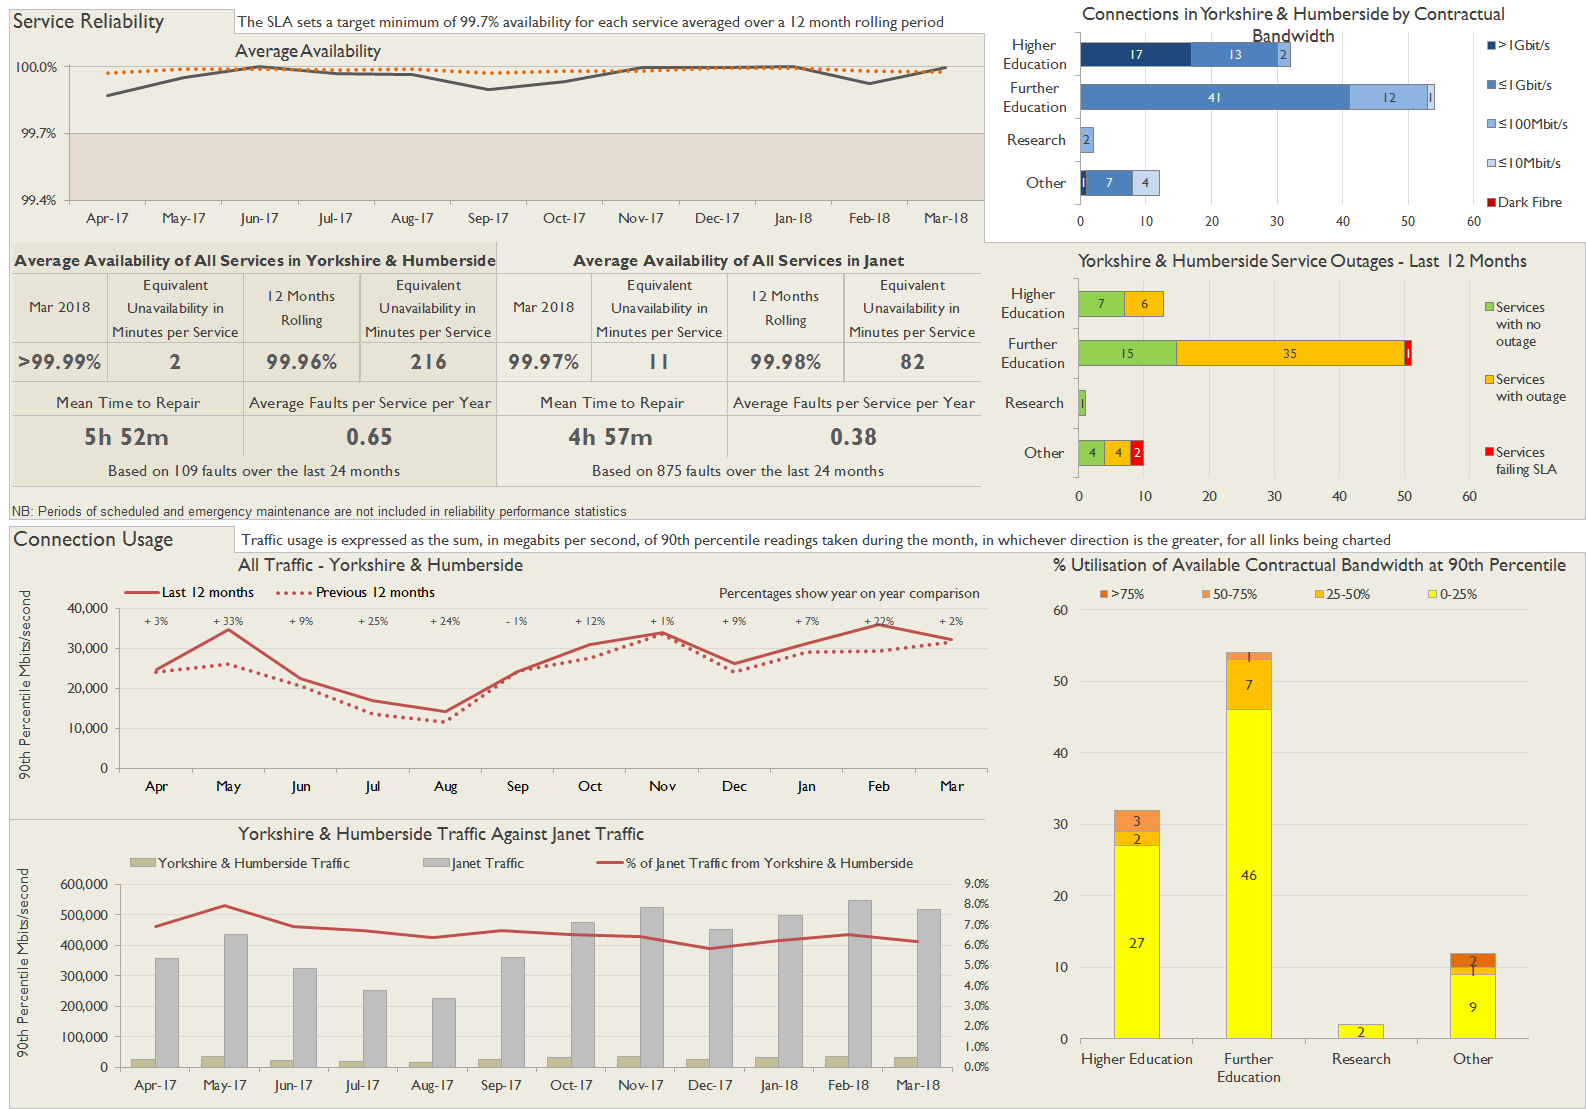 Service Reliability
The SLA sets a target minimum of 99.7% availability for each service averaged over a 12 month rolling period
Average Availability
100.0%
99.7%
99.4%
Apr-17 May-17 Jun-17 Jul-17 Aug-17 Sep-17 Oct-17 Nov-17 Dec-17 Jan-18 Feb-18 Mar-18
Connections in Yorkshire & Humberside by Contractual
Bandwidth
Higher
Education
17 13 2
Further
Education
41 12 1
Research
2
Other
1 7 4
0 10 20 30 40 50 60
>1Gbit/s
≤1Gbit/s
≤100Mbit/s
≤10Mbit/s
Dark Fibre
Average Availability of All Services in Yorkshire & Humberside
Mar 2018
Equivalent
Unavailability in
Minutes per Service
12 Months
Rolling
Equivalent
Unavailability in
Minutes per Service
>99.99% 2 99.96% 216
Mean Time to Repair
Average Faults per Service per Year
5h 52m 0.65
Based on 109 faults over the last 24 months
Average Availability of All Services in Janet
Mar 2018
Equivalent
Unavailability in
Minutes per Service
12 Months
Rolling
Equivalent
Unavailability in
Minutes per Service
99.97% 11 99.98% 82
Mean Time to Repair
Average Faults per Service per Year
4h 57m 0.38
Based on 875 faults over the last 24 months
NB: Periods of scheduled and emergency maintenance are not included in reliability performance statistics
Yorkshire & Humberside Service Outages - Last 12 Months
Higher
Education
7 6
Further
Education
15 35 1
Research
1
Other
4 4 2
0 10 20 30 40 50 60
Services
with no
outage
Services
with outage
Services
failing SLA
Connection Usage
Traffic usage is expressed as the sum, in megabits per second, of 90th percentile readings taken during the month, in whichever direction is the greater, for all links being charted
All Traffic - Yorkshire & Humberside
Last 12 months
Previous 12 months
Percentages show year on year comparison
90th Percentile Mbits/second
40,000
30,000
20,000
10,000
0
+ 3% + 33% + 9% + 25% + 24% - 1% + 12% + 1% + 9% + 7% + 22% + 2%
Apr May Jun Jul Aug Sep Oct Nov Dec Jan Feb Mar
Yorkshire & Humberside Traffic Against Janet Traffic
Yorkshire & Humberside Traffic
Janet Traffic
% of Janet Traffic from Yorkshire & Humberside
90th Percentile Mbits/second
600,000
500,000
400,000
300,000
200,000
100,000
0
9.0%
8.0%
7.0%
6.0%
5.0%
4.0%
3.0%
2.0%
1.0%
0.0%
Apr-17 May-17 Jun-17 Jul-17 Aug-17 Sep-17 Oct-17 Nov-17 Dec-17 Jan-18 Feb-18 Mar-18
% Utilisation of Available Contractual Bandwidth at 90th Percentile
>75% 50-75% 25-50% 0-25%
60
50
40
30
20
10
0
3
2
27
1
7
46
2
2
1
9
Higher Education
Further
Education
Research
Other